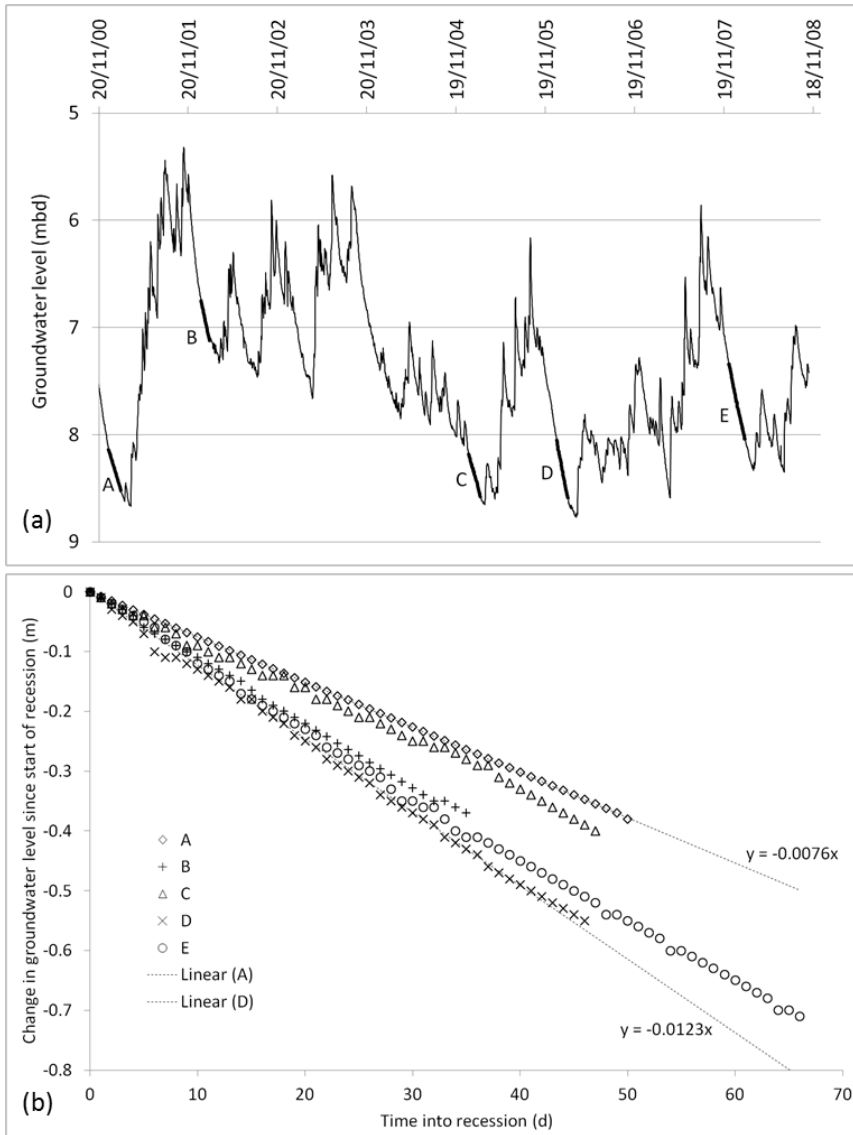 (a)
20/11/00
20/11/01
20/11/02
20/11/03
19/11/04
19/11/05
19/11/06
19/11/07
18/11/08
Groundwater level (mbd)
5
6
7
8
9
A
B
C
D
E
(b)
Change in groundwater level since start of recession (m)
0
-0.1
-0.2
-0.3
-0.4
-0.5
-0.6
-0.7
-0.8
A
B
C
D
E
Linear (A)
Linear (D)
y = -0.0076x
y = -0.0123x
0
10
20
30
40
50
60
70
Time into recession (d)